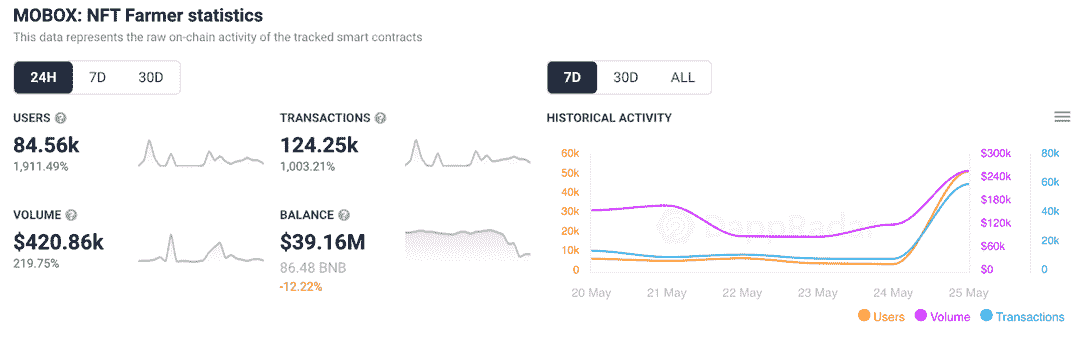 MOBOX: NFT Farmer statistics
This data represents the raw on-chain activity of the tracked smart contracts
24H 7D 30D
7D 30D ALL
USERS
84.56k
1,911.49%
TRANSACTIONS
124.25k
1,003.21%
VOLUME
$420.86k
219.75%
BALANCE
$39.16M
86.48 BNB
-12.22%
HISTORICAL ACTIVITY
60k $300k 80k
50k $240k 60k
40k $180k 40k
30k $120k 20k
20k $60k 0
10k $0
0
DappRadar
20 May 21 May 22 May 23 May 24 May 25 May
Users Volume Transactions